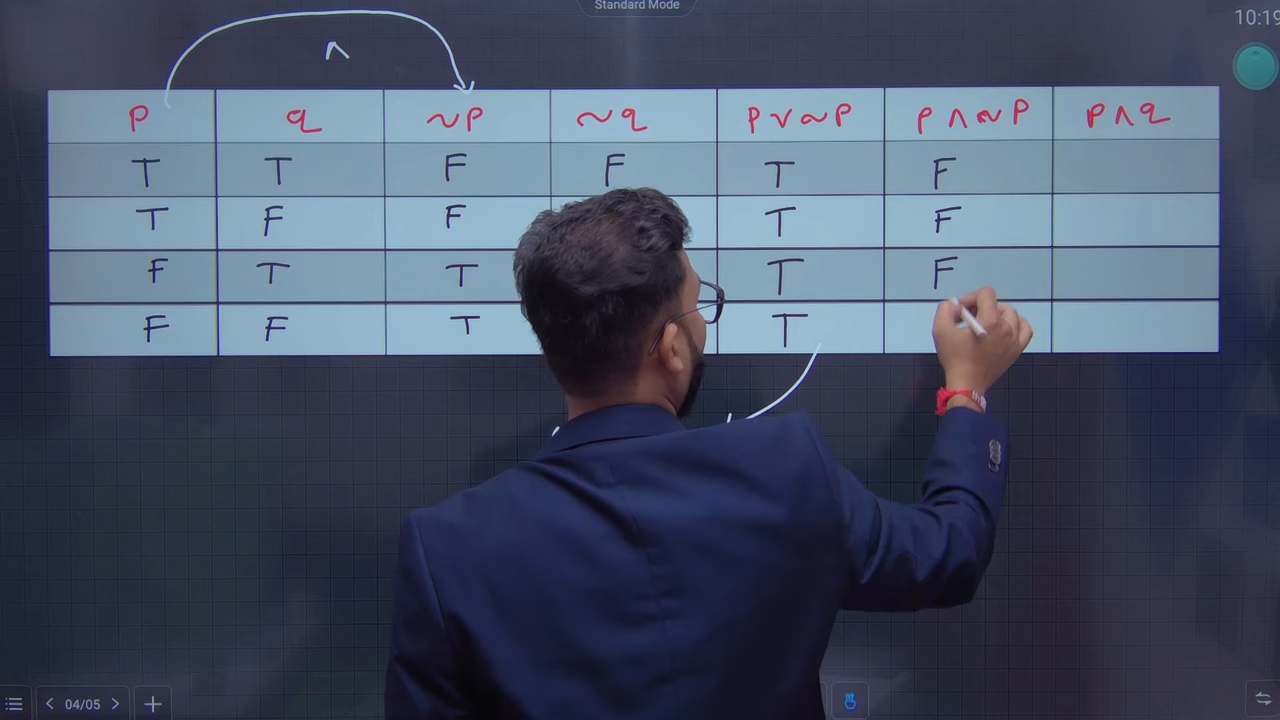 Standard Mode
10:19
^
P q ~P ~q P ∨ ~P P ∧ ~P P ∧ q
T T F F T F
T F F T F
F T T T F
F F T T
04/05